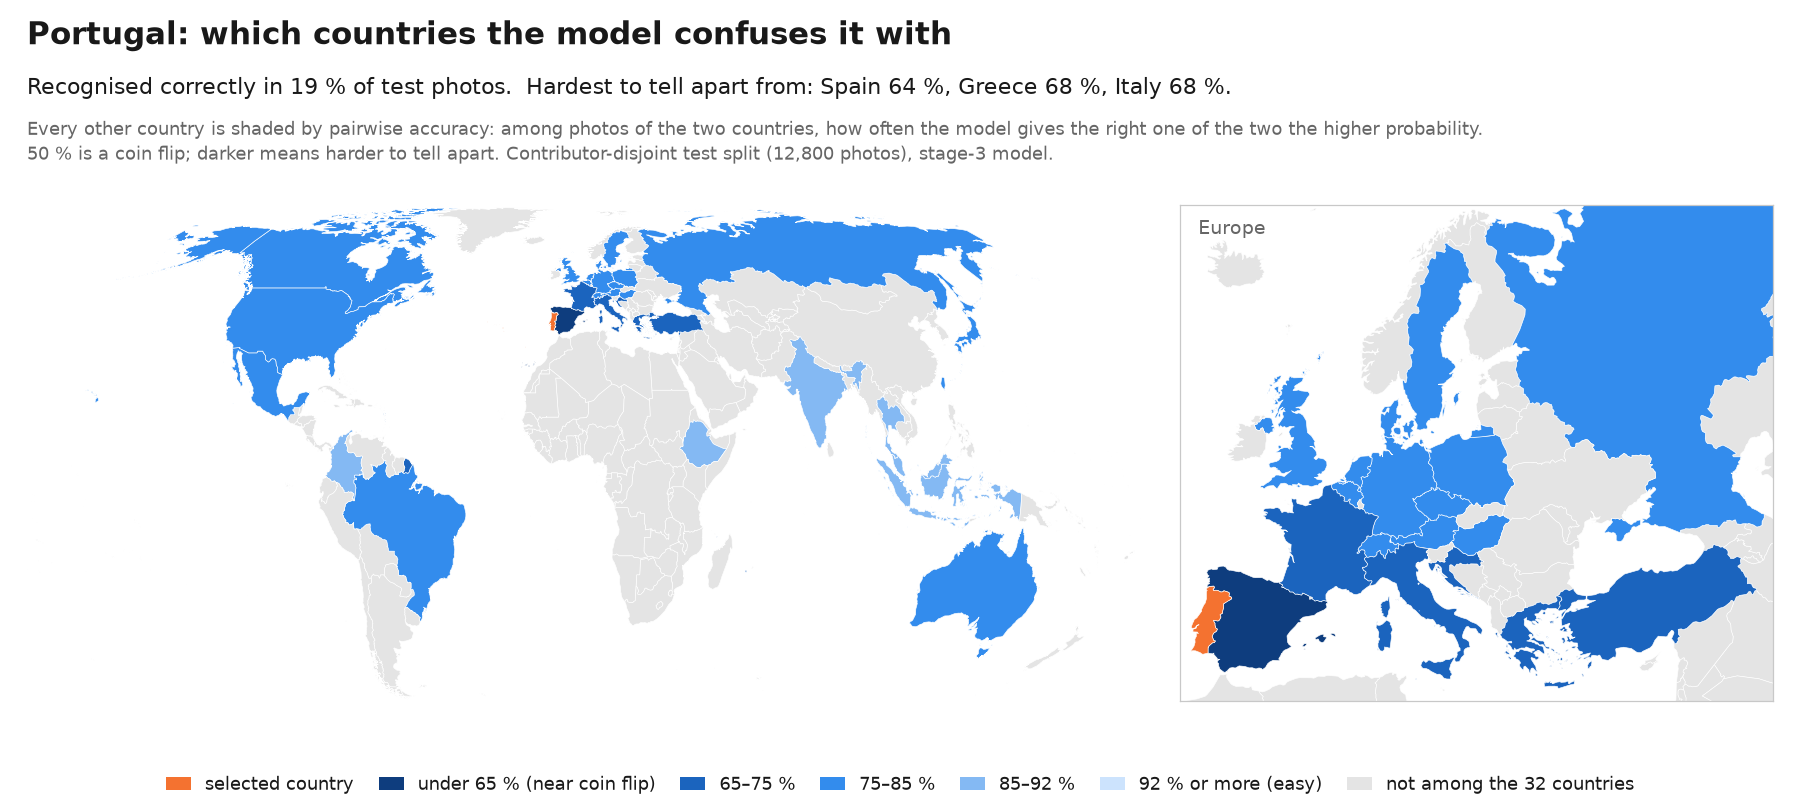 Portugal: which countries the model confuses it with
Recognised correctly in 19 % of test photos.  Hardest to tell apart from: Spain 64 %, Greece 68 %, Italy 68 %.
Every other country is shaded by pairwise accuracy: among photos of the two countries, how often the model gives the right one of the two the higher probability.
50 % is a coin flip; darker means harder to tell apart. Contributor-disjoint test split (12,800 photos), stage-3 model.
Europe
selected country
under 65 % (near coin flip)
65–75 %
75–85 %
85–92 %
92 % or more (easy)
not among the 32 countries